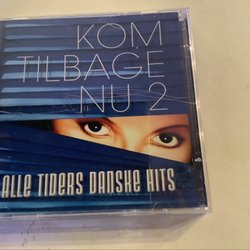 KOM
TILBAGE
NU 2
ALLE TIDERS DANSKE HITS